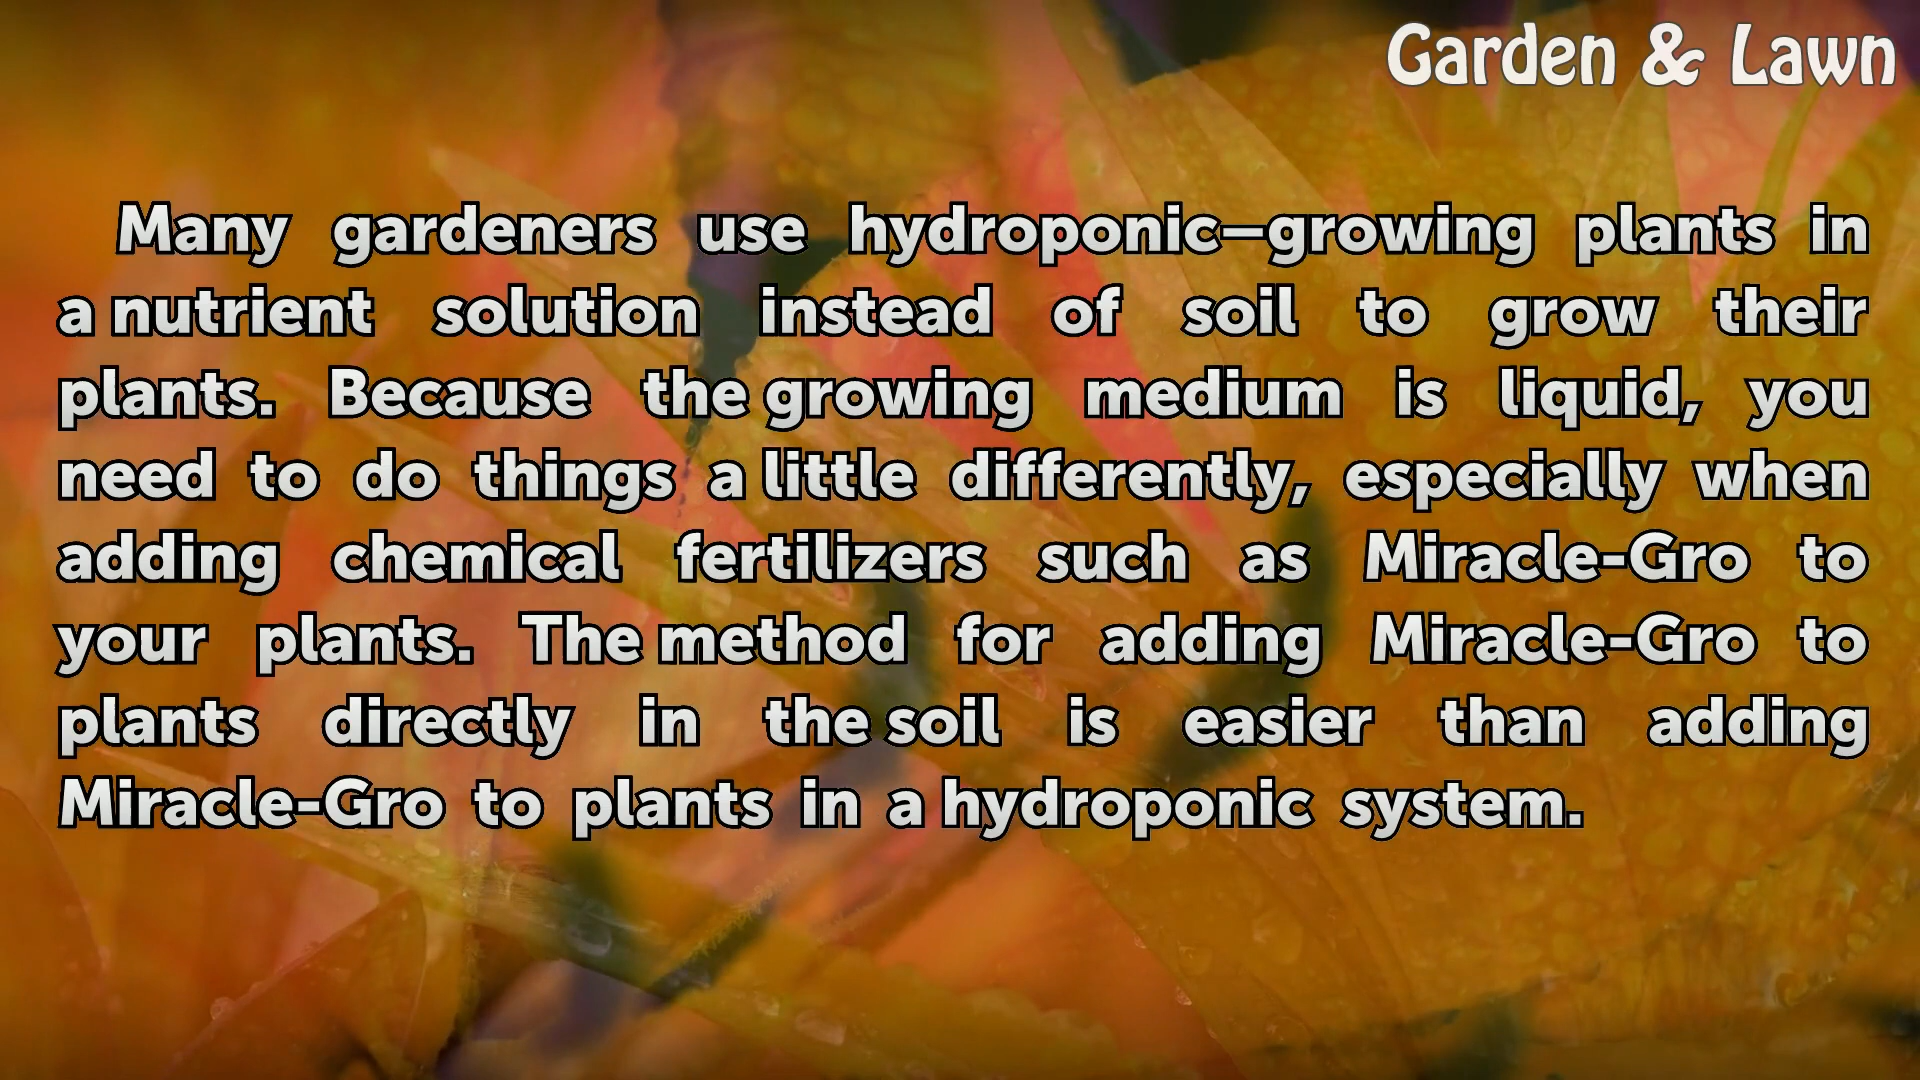 Garden & Lawn
Many gardeners use hydroponic—growing plants in
a nutrient solution instead of soil to grow their
plants. Because the growing medium is liquid, you
need to do things a little differently, especially when
adding chemical fertilizers such as Miracle-Gro to
your plants. The method for adding Miracle-Gro to
plants directly in the soil is easier than adding
Miracle-Gro to plants in a hydroponic system.